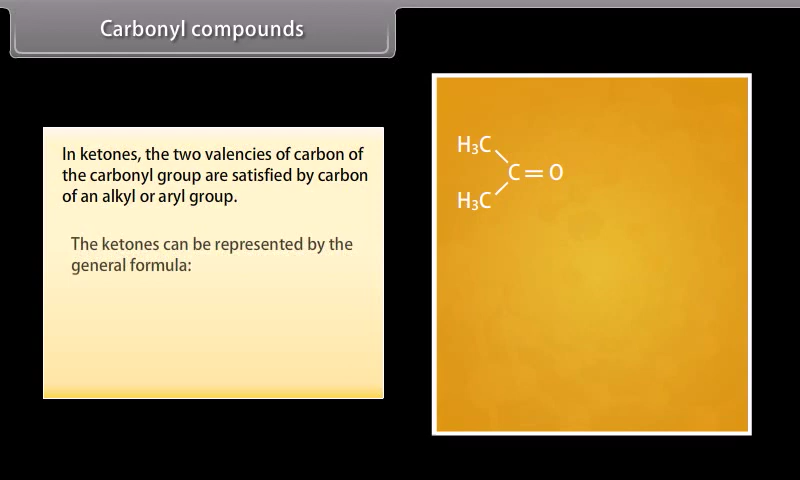 Carbonyl compounds
In ketones, the two valencies of carbon of
the carbonyl group are satisfied by carbon
of an alkyl or aryl group.
The ketones can be represented by the
general formula:
H₃C
C = O
H₃C